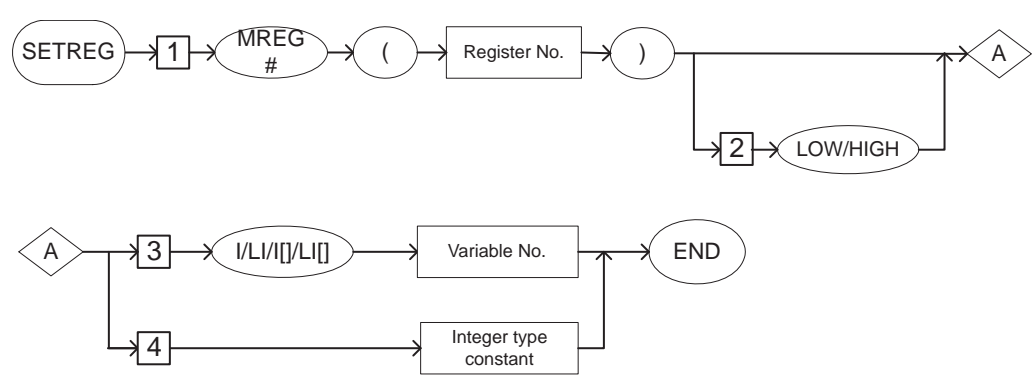 SETREG 1 MREG # ( Register No. ) A
2 LOW/HIGH
A 3 I/LI/I[]/LI[] Variable No. END
4 Integer type constant